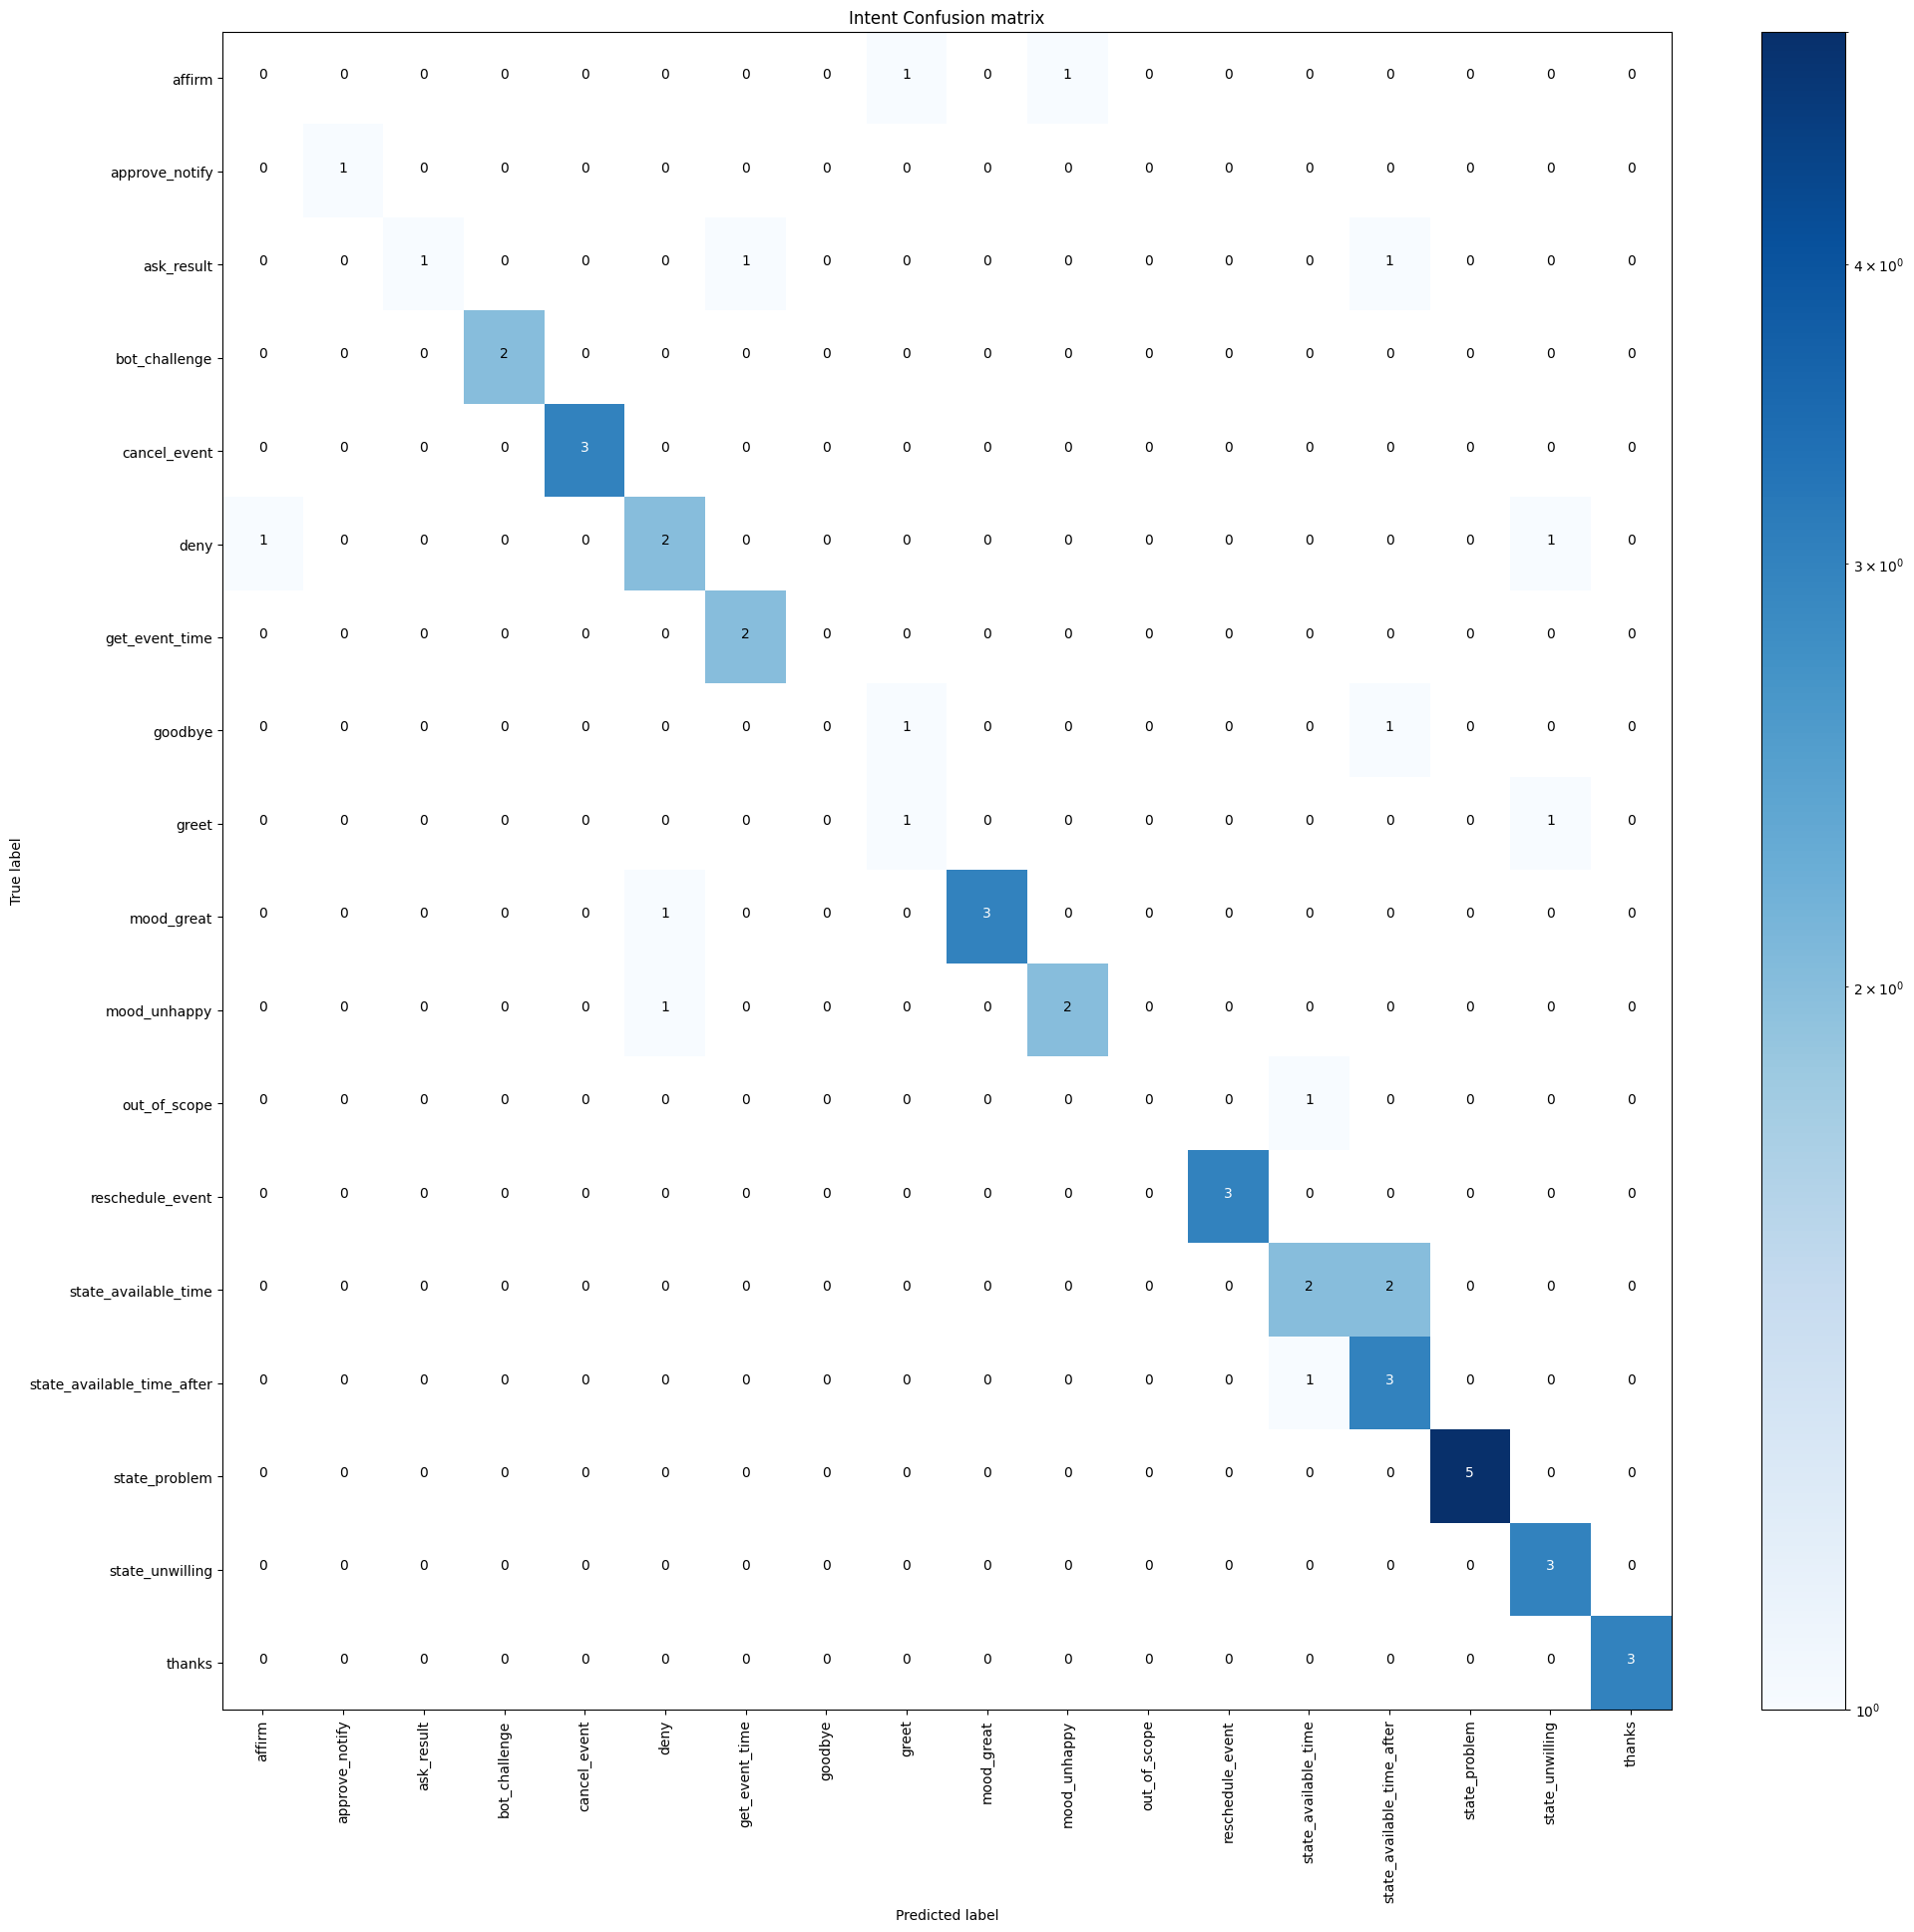 Intent Confusion matrix
True label
affirm 0 0 0 0 0 0 0 0 1 0 1 0 0 0 0 0 0 0
approve_notify 0 1 0 0 0 0 0 0 0 0 0 0 0 0 0 0 0 0
ask_result 0 0 1 0 0 0 1 0 0 0 0 0 0 0 1 0 0 0
bot_challenge 0 0 0 2 0 0 0 0 0 0 0 0 0 0 0 0 0 0
cancel_event 0 0 0 0 3 0 0 0 0 0 0 0 0 0 0 0 0 0
deny 1 0 0 0 0 2 0 0 0 0 0 0 0 0 0 0 1 0
get_event_time 0 0 0 0 0 0 2 0 0 0 0 0 0 0 0 0 0 0
goodbye 0 0 0 0 0 0 0 0 1 0 0 0 0 0 1 0 0 0
greet 0 0 0 0 0 0 0 0 1 0 0 0 0 0 0 0 1 0
mood_great 0 0 0 0 0 1 0 0 0 3 0 0 0 0 0 0 0 0
mood_unhappy 0 0 0 0 0 1 0 0 0 0 2 0 0 0 0 0 0 0
out_of_scope 0 0 0 0 0 0 0 0 0 0 0 0 0 1 0 0 0 0
reschedule_event 0 0 0 0 0 0 0 0 0 0 0 0 3 0 0 0 0 0
state_available_time 0 0 0 0 0 0 0 0 0 0 0 0 0 2 2 0 0 0
state_available_time_after 0 0 0 0 0 0 0 0 0 0 0 0 0 1 3 0 0 0
state_problem 0 0 0 0 0 0 0 0 0 0 0 0 0 0 0 5 0 0
state_unwilling 0 0 0 0 0 0 0 0 0 0 0 0 0 0 0 0 3 0
thanks 0 0 0 0 0 0 0 0 0 0 0 0 0 0 0 0 0 3
affirm
approve_notify
ask_result
bot_challenge
cancel_event
deny
get_event_time
goodbye
greet
mood_great
mood_unhappy
out_of_scope
reschedule_event
state_available_time
state_available_time_after
state_problem
state_unwilling
thanks
Predicted label
4 × 10⁰
3 × 10⁰
2 × 10⁰
10⁰